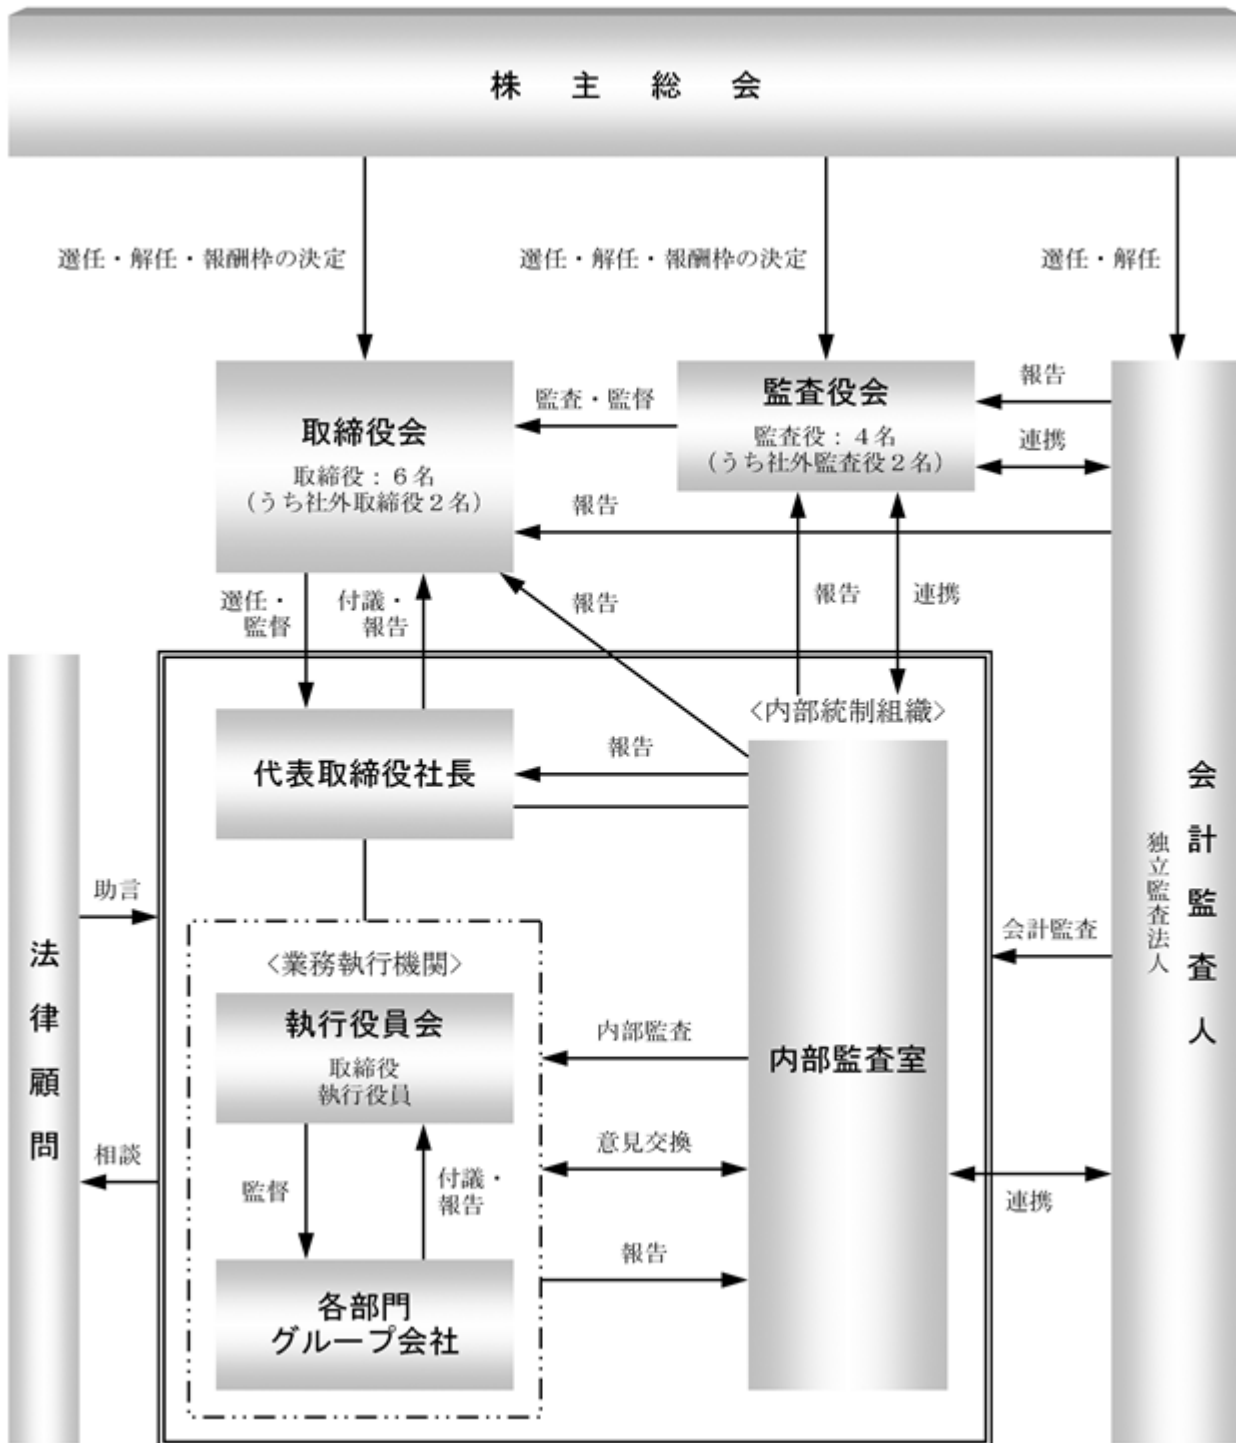 株主総会
選任・解任・報酬枠の決定
選任・解任・報酬枠の決定
選任・解任
取締役会
取締役：６名
（うち社外取締役２名）
監査・監督
監査役会
監査役：４名
（うち社外監査役２名）
報告
連携
報告
選任・
監督
付議・
報告
報告
報告
連携
代表取締役社長
報告
<内部統制組織>
内部監査室
会計監査人
独立監査法人
法律顧問
助言
相談
<業務執行機関>
執行役員会
取締役
執行役員
監督
付議・
報告
各部門
グループ会社
内部監査
意見交換
報告
会計監査
連携